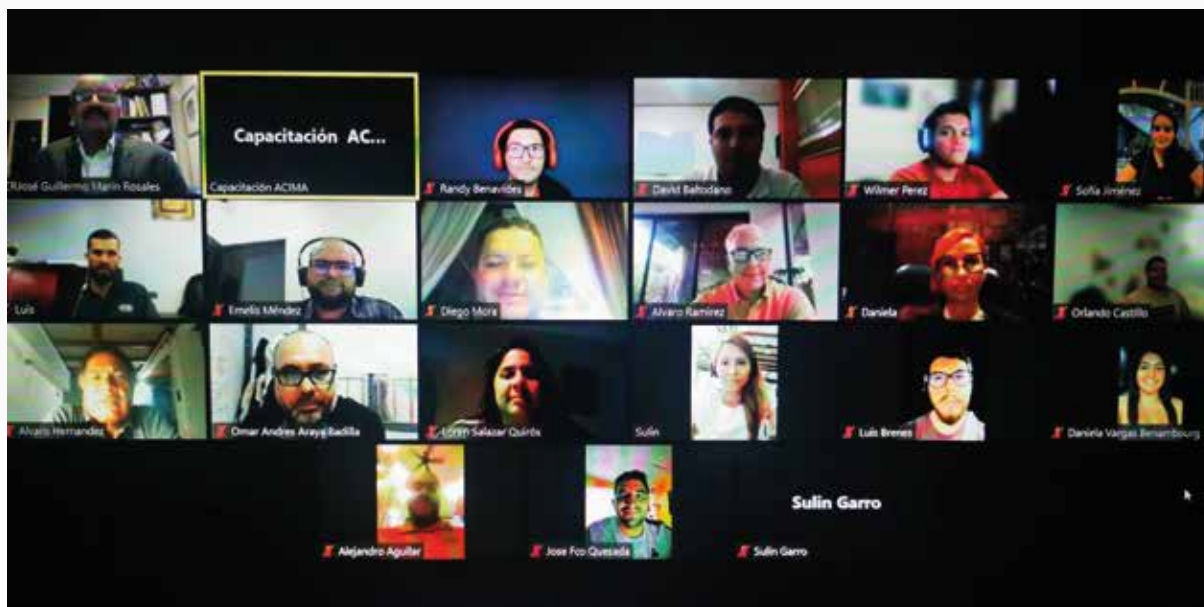 José Guillermo Marín Rosales
Capacitación AC...
Capacitación ACIMA
Randy Benavides
David Baltodano
Wilmer Perez
Sofía Jiménez
Luis
Emelis Méndez
Diego Mora
Alvaro Ramirez
Daniela
Orlando Castillo
Alvaro Hernandez
Omar Andres Araya Badilla
Loren Salazar Quirós
Sulin
Luis Brenes
Daniela Vargas Benambourg
Alejandro Aguilar
Jose Fco Quesada
Sulin Garro
Sulin Garro